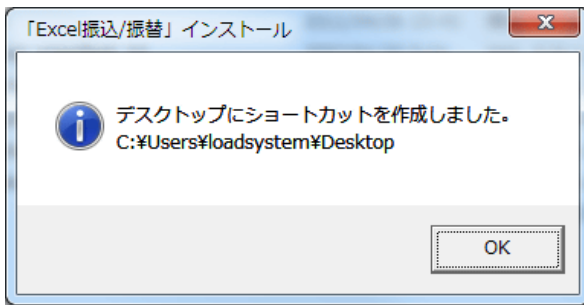 「Excel振込/振替」インストール
デスクトップにショートカットを作成しました。
C:¥Users¥loadsystem¥Desktop
OK